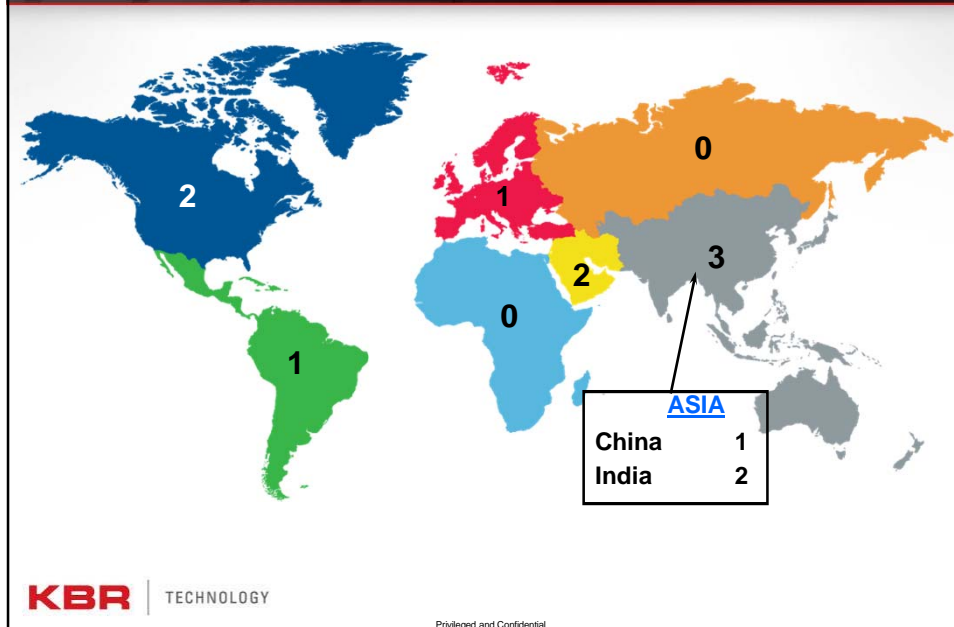 0
2
1
3
2
0
1
ASIA
China 1
India 2
KBR TECHNOLOGY
Privileged and Confidential